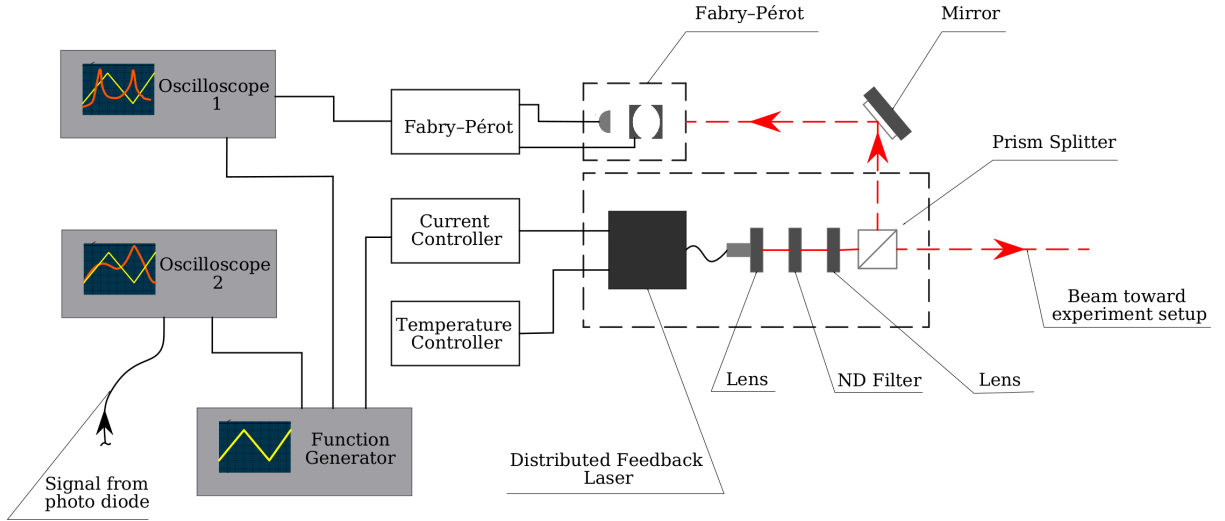 Fabry–Pérot
Mirror
Oscilloscope
1
Fabry–Pérot
Prism Splitter
Current
Controller
Oscilloscope
2
Beam toward
experiment setup
Temperature
Controller
Lens
ND Filter
Lens
Function
Generator
Distributed Feedback
Laser
Signal from
photo diode